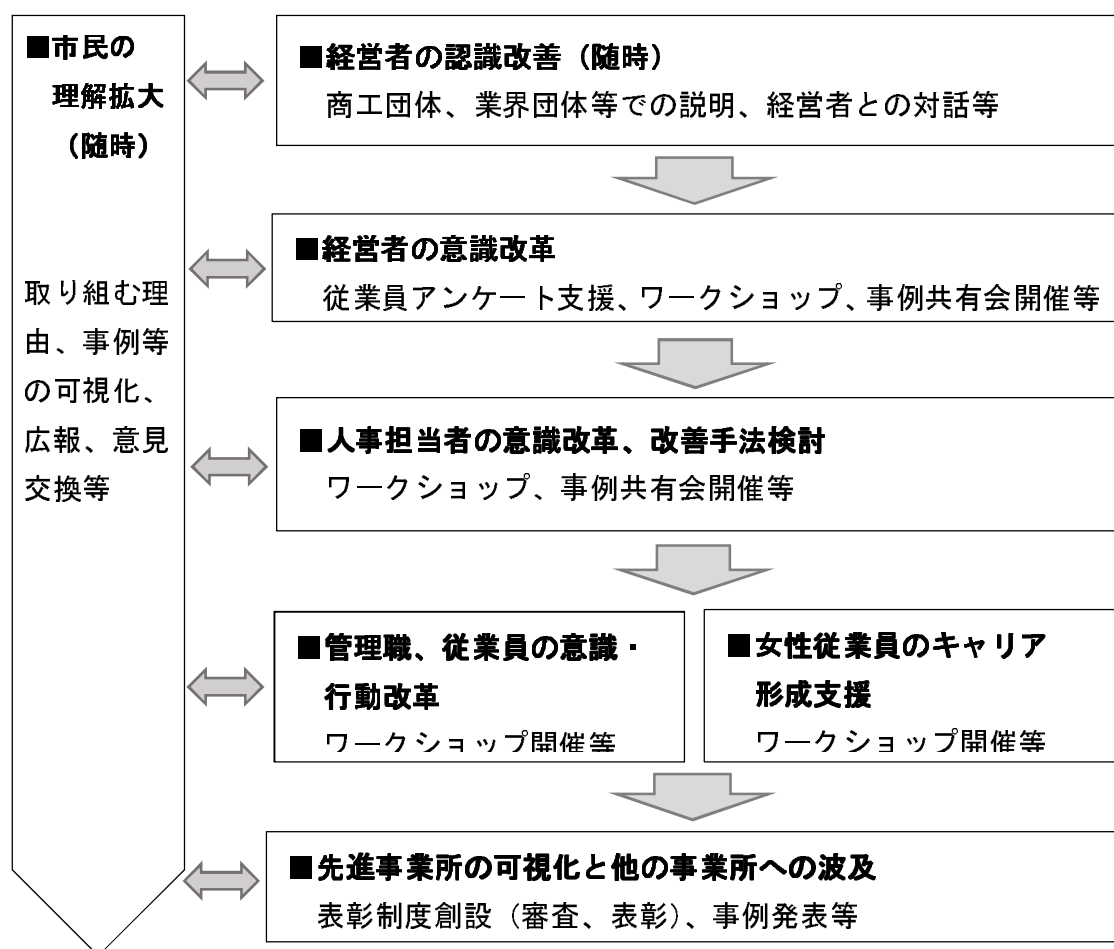 ■市民の
理解拡大
（随時）
取り組む理
由、事例等
の可視化、
広報、意見
交換等
■経営者の認識改善（随時）
商工団体、業界団体等での説明、経営者との対話等
■経営者の意識改革
従業員アンケート支援、ワークショップ、事例共有会開催等
■人事担当者の意識改革、改善手法検討
ワークショップ、事例共有会開催等
■管理職、従業員の意識・
行動改革
ワークショップ開催等
■女性従業員のキャリア
形成支援
ワークショップ開催等
■先進事業所の可視化と他の事業所への波及
表彰制度創設（審査、表彰）、事例発表等